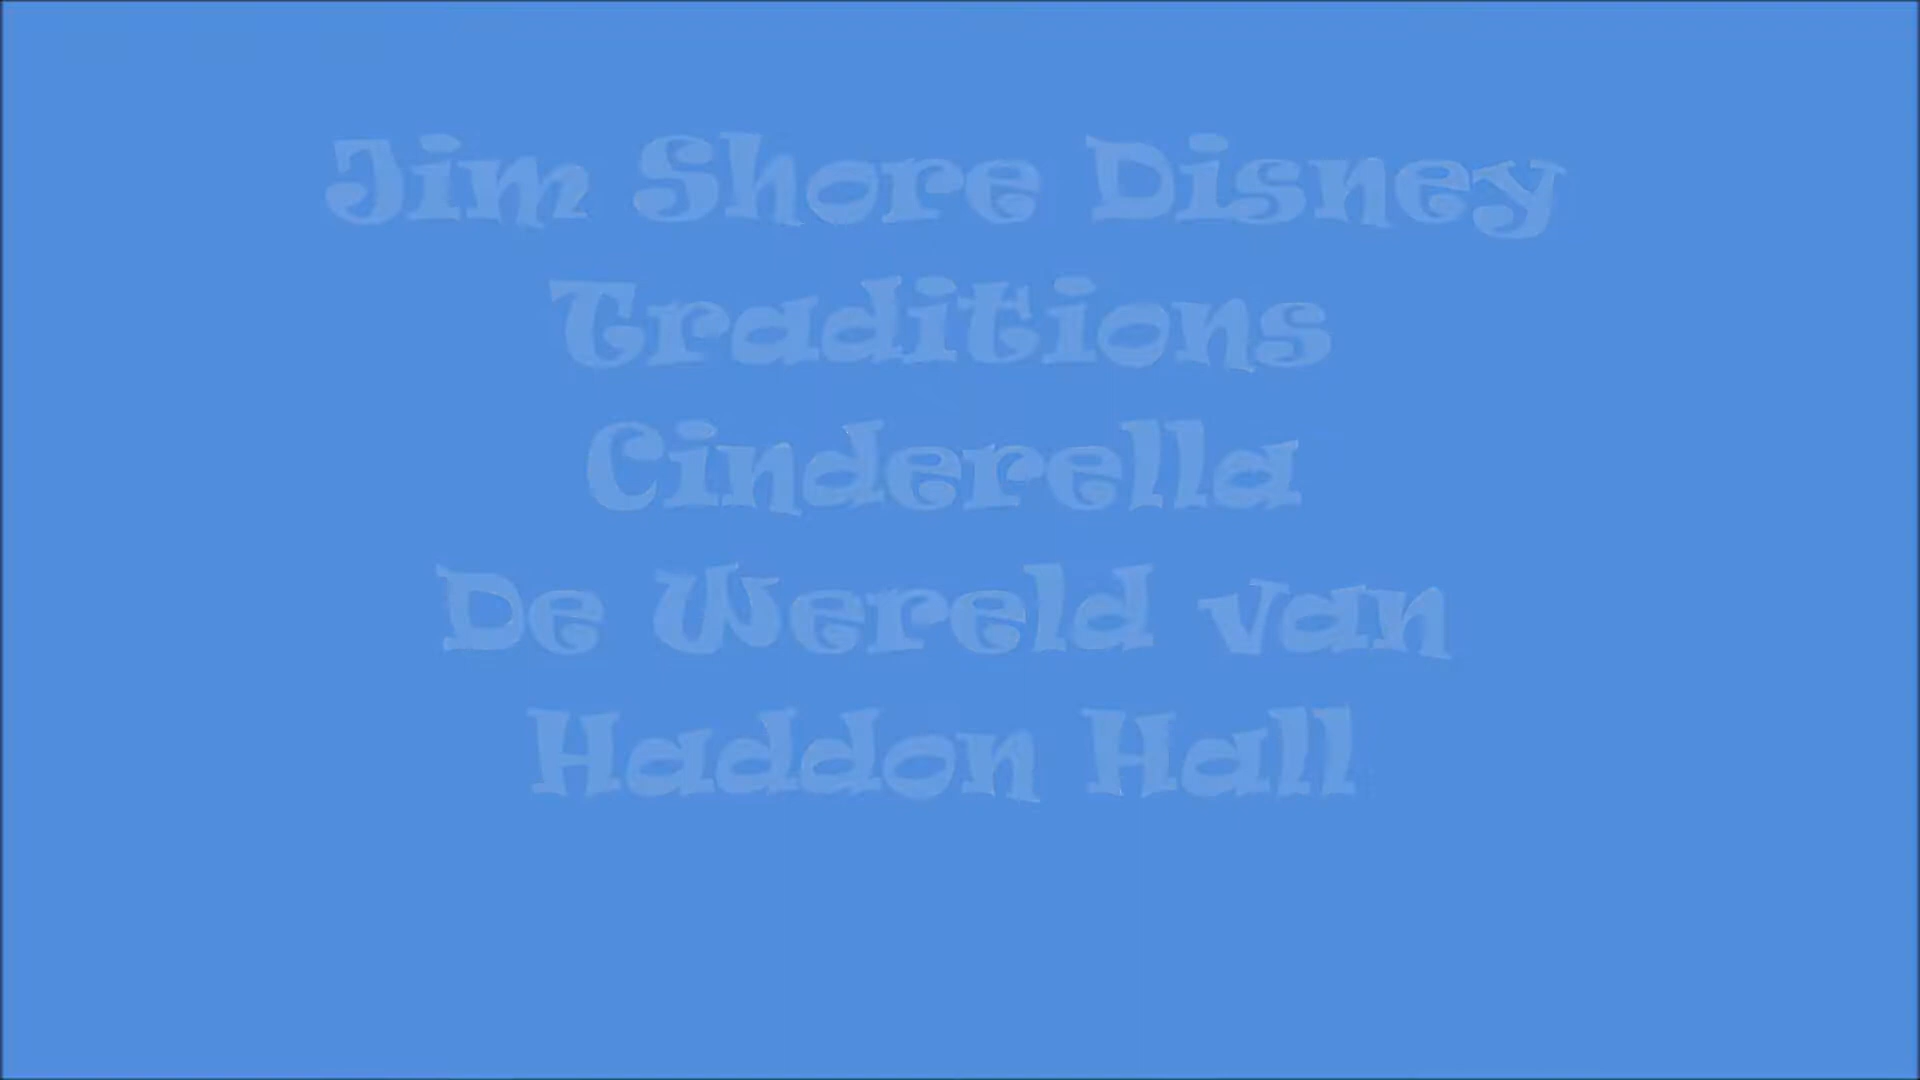 Jim Shore Disney
Traditions
Cinderella
De Wereld van
Haddon Hall